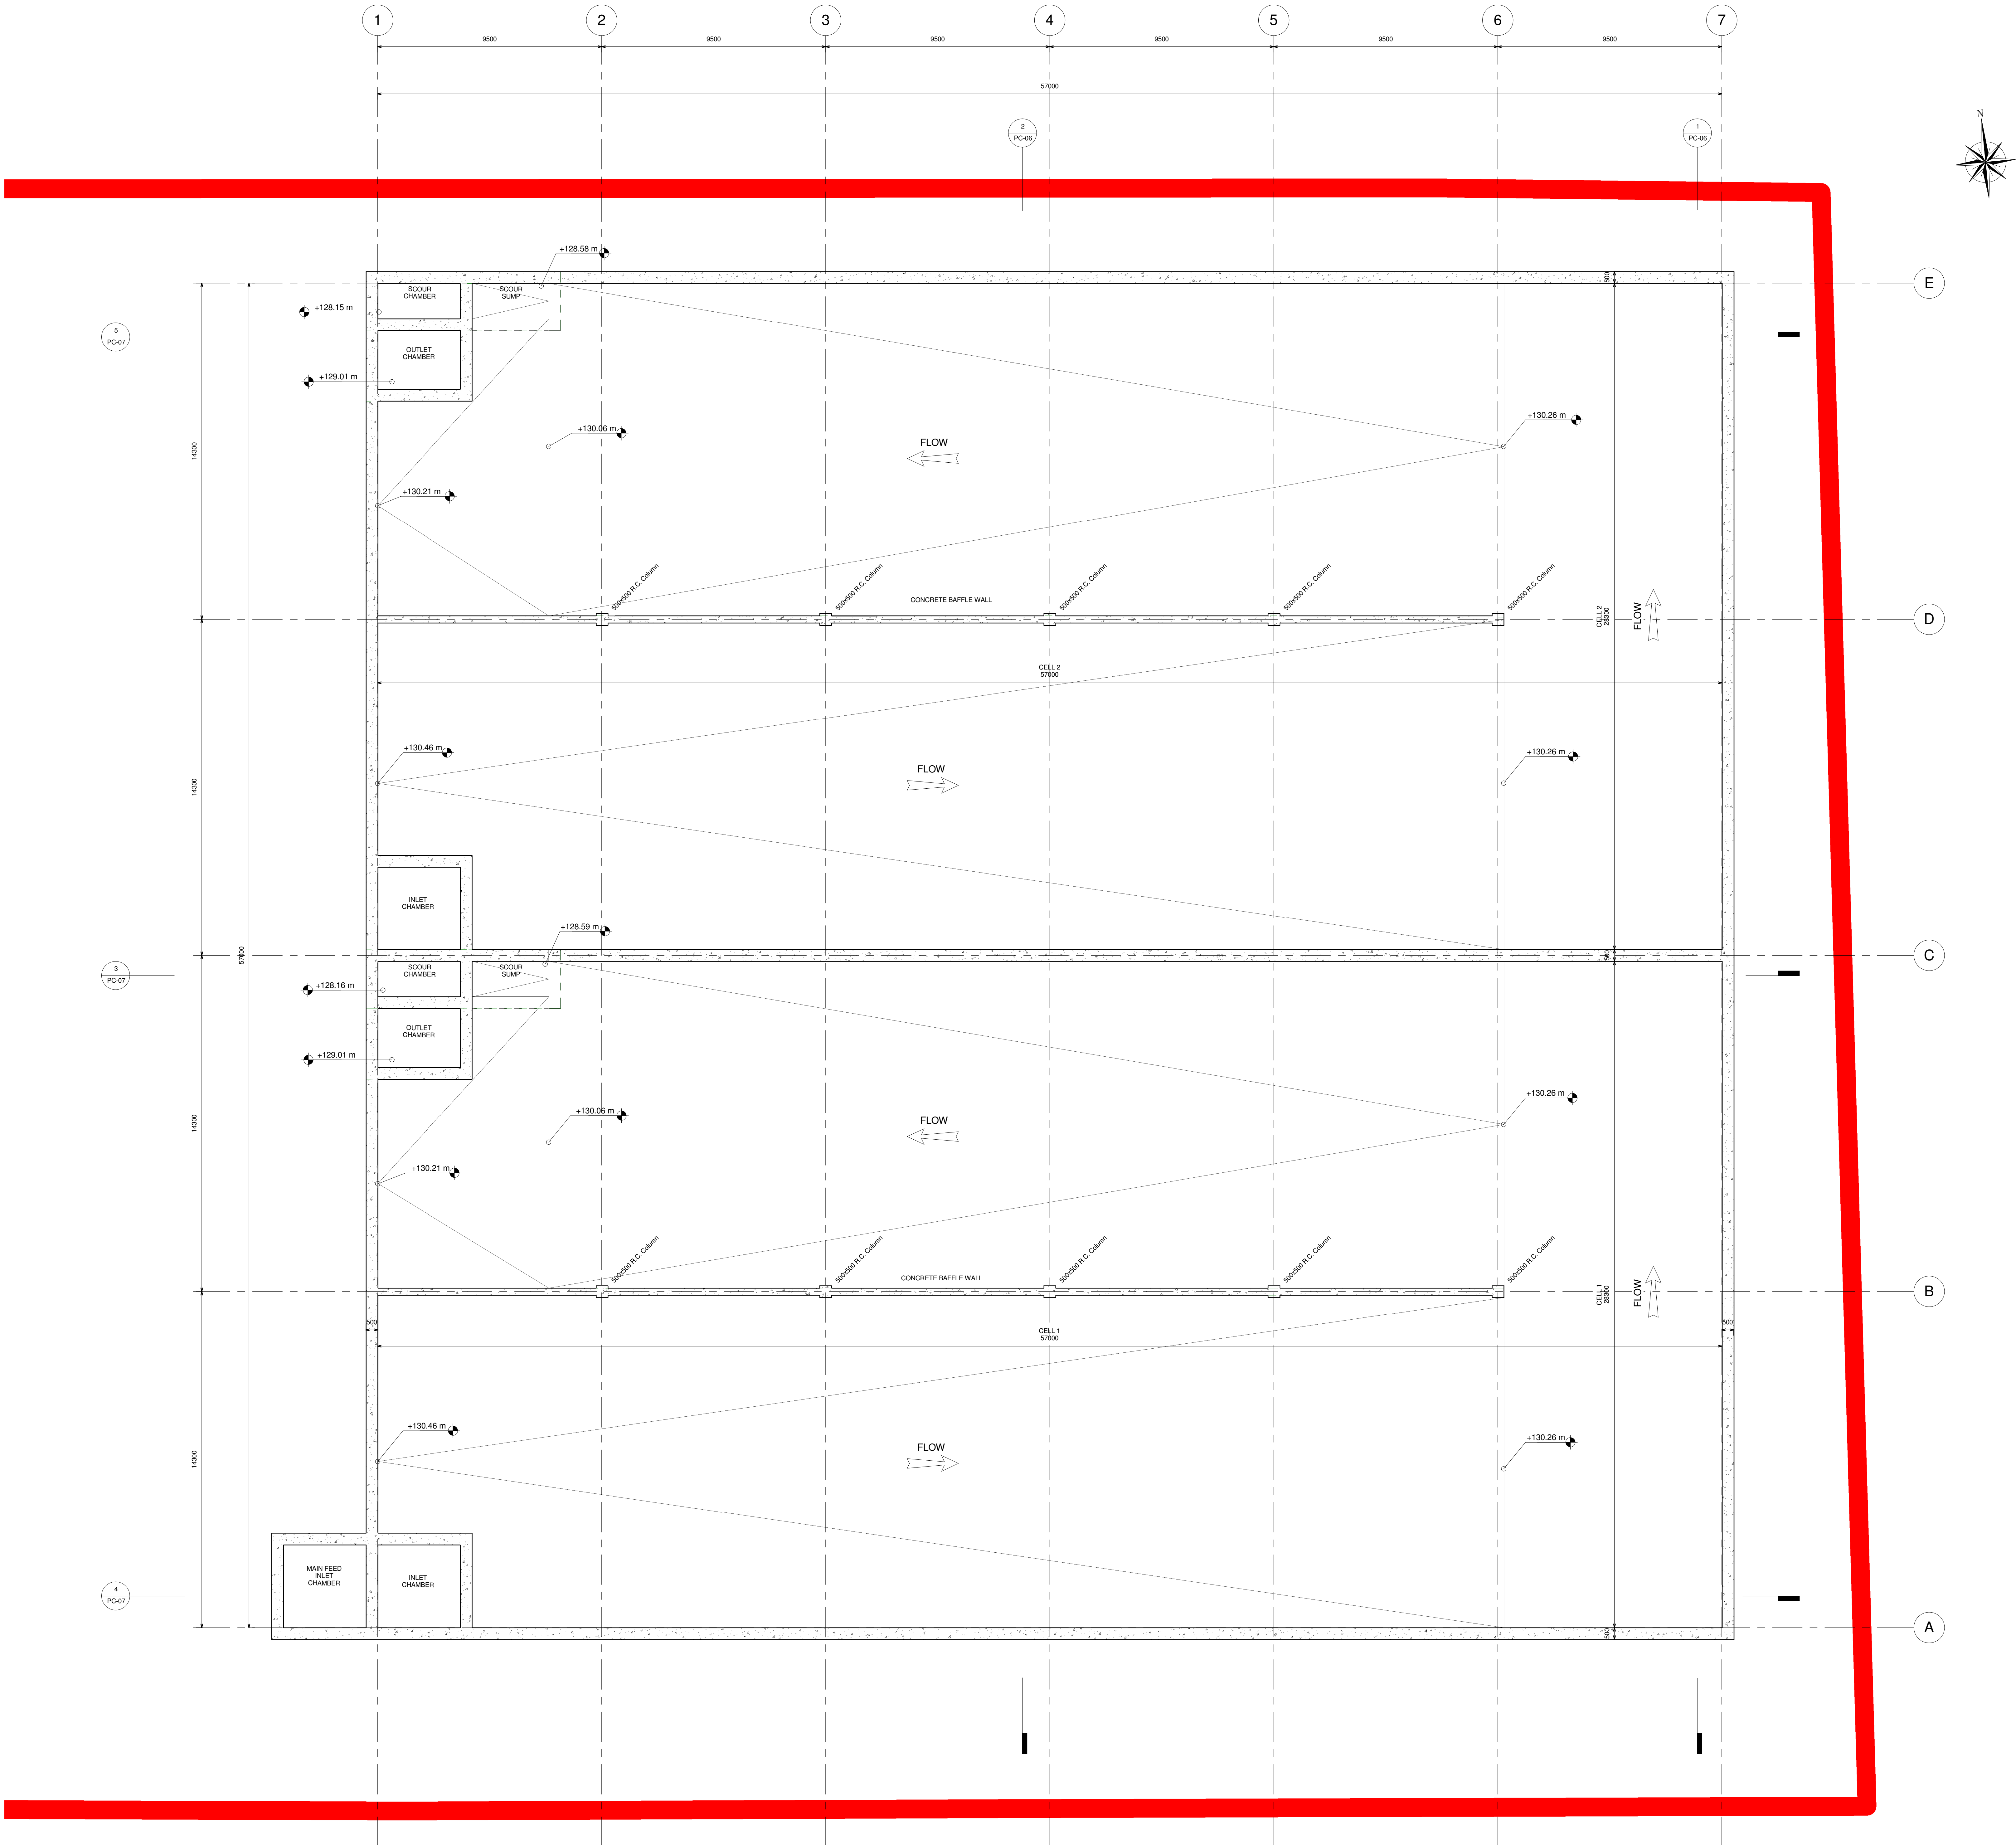 1
2
3
4
5
6
7
9500
9500
9500
9500
9500
9500
57000
2
PC-06
1
PC-06
N
+128.58 m
500
E
SCOUR
CHAMBER
SCOUR
SUMP
+128.15 m
5
PC-07
OUTLET
CHAMBER
+129.01 m
+130.26 m
+130.06 m
FLOW
14300
+130.21 m
500x500 R.C. Column
500x500 R.C. Column
500x500 R.C. Column
500x500 R.C. Column
500x500 R.C. Column
CONCRETE BAFFLE WALL
CELL 2
28300
FLOW
D
CELL 2
57000
+130.46 m
+130.26 m
FLOW
14300
INLET
CHAMBER
+128.59 m
57000
500
C
SCOUR
CHAMBER
SCOUR
SUMP
3
PC-07
+128.16 m
OUTLET
CHAMBER
+129.01 m
+130.26 m
+130.06 m
FLOW
14300
+130.21 m
500x500 R.C. Column
500x500 R.C. Column
500x500 R.C. Column
500x500 R.C. Column
500x500 R.C. Column
CONCRETE BAFFLE WALL
CELL 1
28300
FLOW
B
500
500
CELL 1
57000
+130.46 m
+130.26 m
FLOW
14300
MAIN FEED
INLET
CHAMBER
INLET
CHAMBER
4
PC-07
500
A